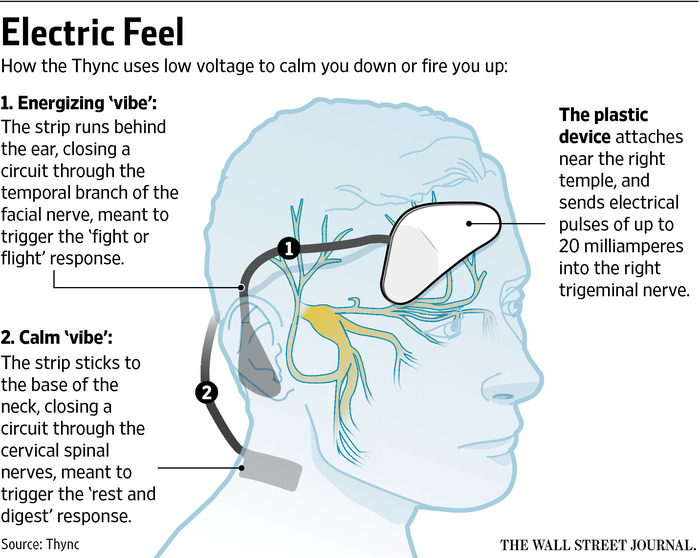 Electric Feel
How the Thync uses low voltage to calm you down or fire you up:
1. Energizing ‘vibe’:
The strip runs behind
the ear, closing a
circuit through the
temporal branch of the
facial nerve, meant to
trigger the ‘fight or
flight’ response.
2. Calm ‘vibe’:
The strip sticks to
the base of the
neck, closing a
circuit through the
cervical spinal
nerves, meant to
trigger the ‘rest and
digest’ response.
1
2
The plastic
device attaches
near the right
temple, and
sends electrical
pulses of up to
20 milliamperes
into the right
trigeminal nerve.
Source: Thync
THE WALL STREET JOURNAL.